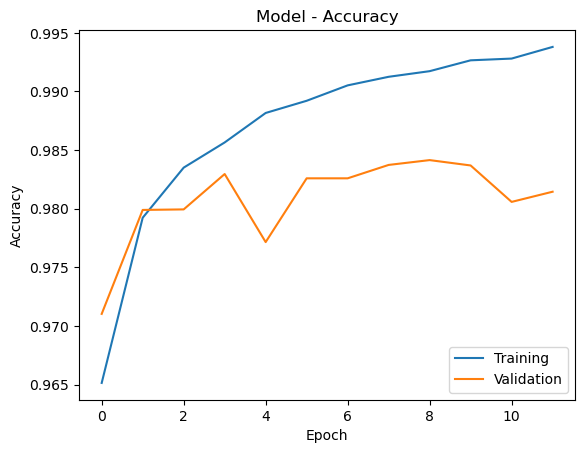 Model - Accuracy
0.995
0.990
0.985
0.980
0.975
0.970
0.965
Accuracy
0 2 4 6 8 10
Epoch
Training
Validation